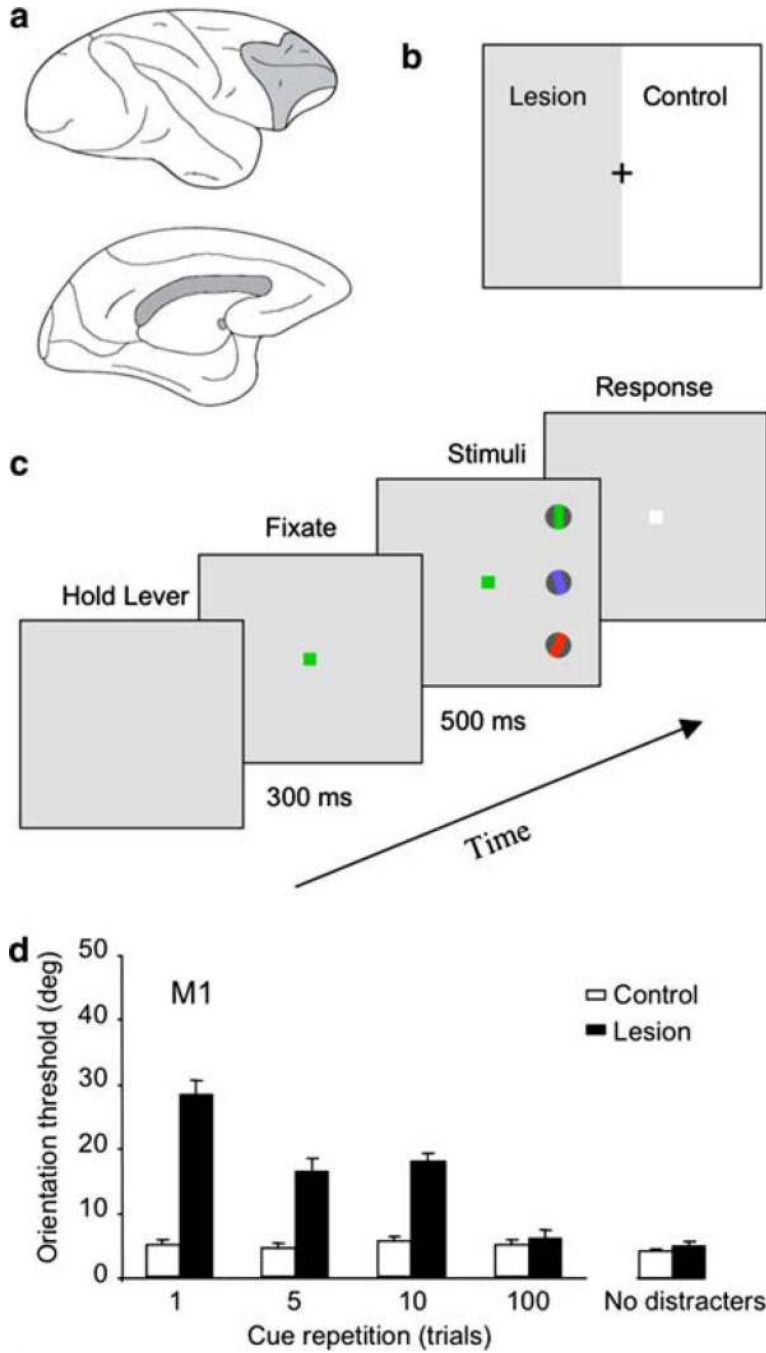 a
b
Lesion Control
+
c
Hold Lever
Fixate
Stimuli
Response
300 ms
500 ms
Time
d
Orientation threshold (deg)
50
40
30
20
10
0
M1
Control
Lesion
1 5 10 100 No distracters
Cue repetition (trials)